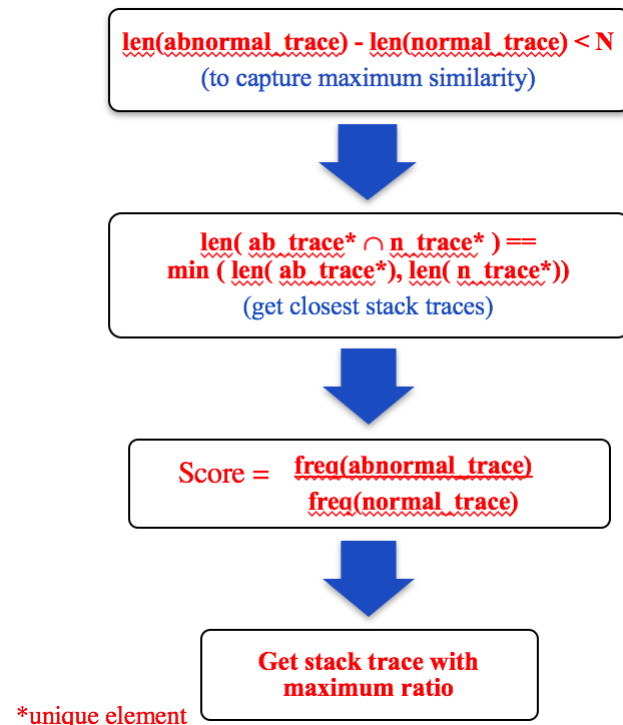 len(abnormal_trace) - len(normal_trace) < N
(to capture maximum similarity)
len( ab_trace* ∩ n_trace* ) ==
min ( len( ab_trace*), len( n_trace*))
(get closest stack traces)
Score = freq(abnormal_trace)
freq(normal_trace)
Get stack trace with
maximum ratio
*unique element